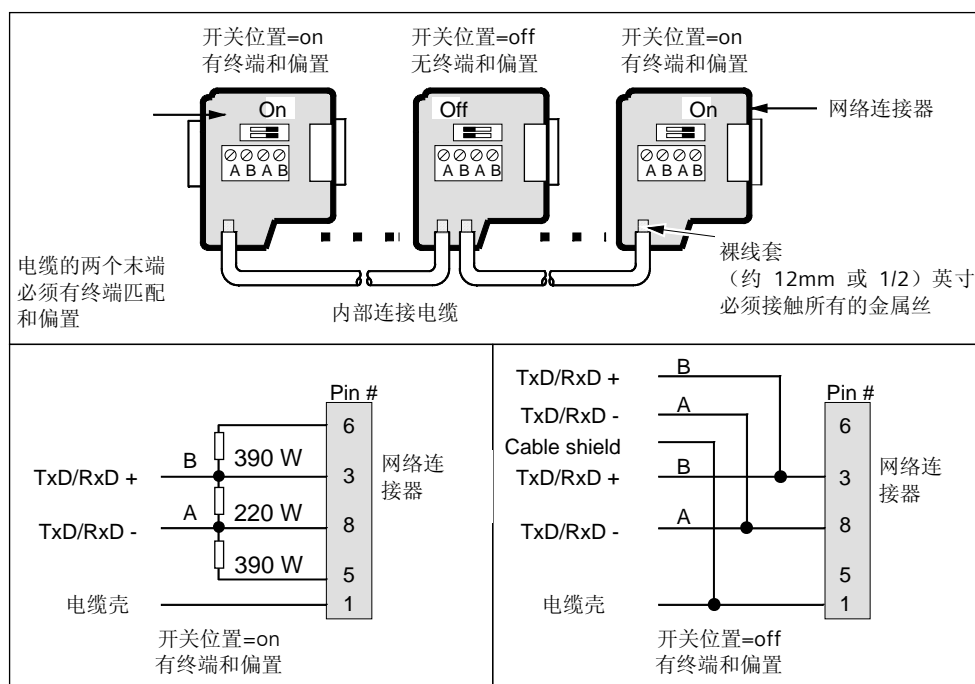 开关位置=on
有终端和偏置
开关位置=off
无终端和偏置
开关位置=on
有终端和偏置
On
A B A B
Off
A B A B
On
A B A B
网络连接器
电缆的两个末端
必须有终端匹配
和偏置
内部连接电缆
裸线套
（约 12mm 或 1/2）英寸
必须接触所有的金属丝
Pin #
6
B
390 W
TxD/RxD +
3
网络连
接器
A
220 W
TxD/RxD -
8
390 W
5
电缆壳
1
开关位置=on
有终端和偏置
TxD/RxD +
B
Pin #
TxD/RxD -
A
6
Cable shield
TxD/RxD +
B
3
网络连
接器
TxD/RxD -
A
8
5
电缆壳
1
开关位置=off
有终端和偏置